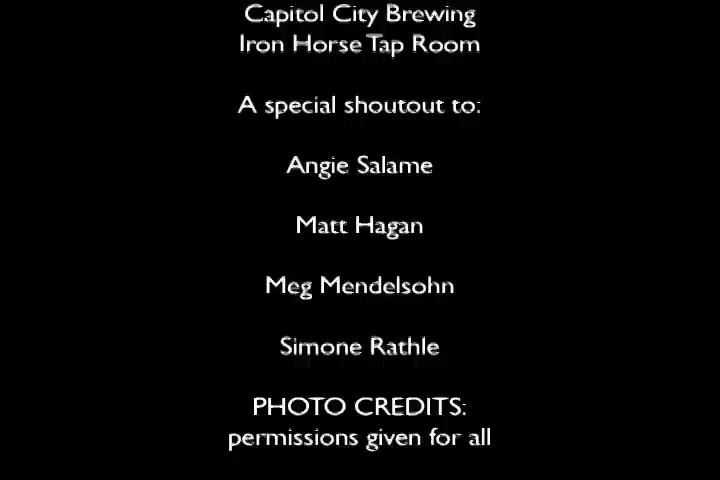 Capitol City Brewing
Iron Horse Tap Room
A special shoutout to:
Angie Salame
Matt Hagan
Meg Mendelsohn
Simone Rathle
PHOTO CREDITS:
permissions given for all